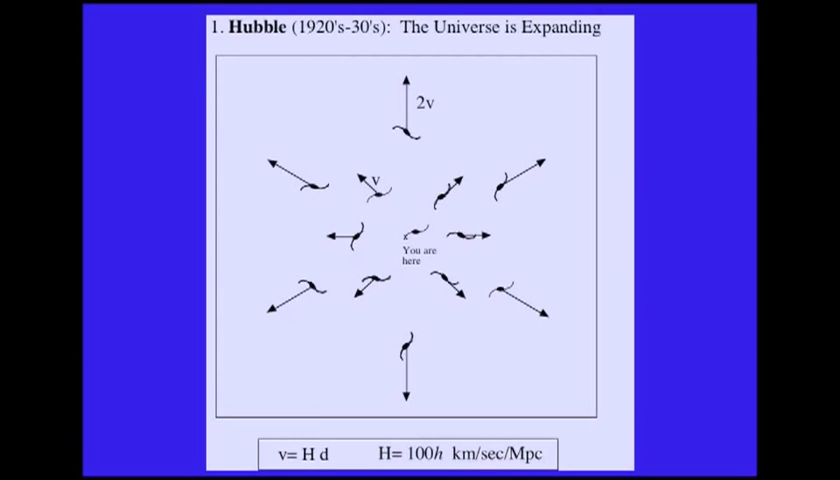 1. Hubble (1920's-30's): The Universe is Expanding
2v
v
x
You are
here
v= H d H= 100h km/sec/Mpc